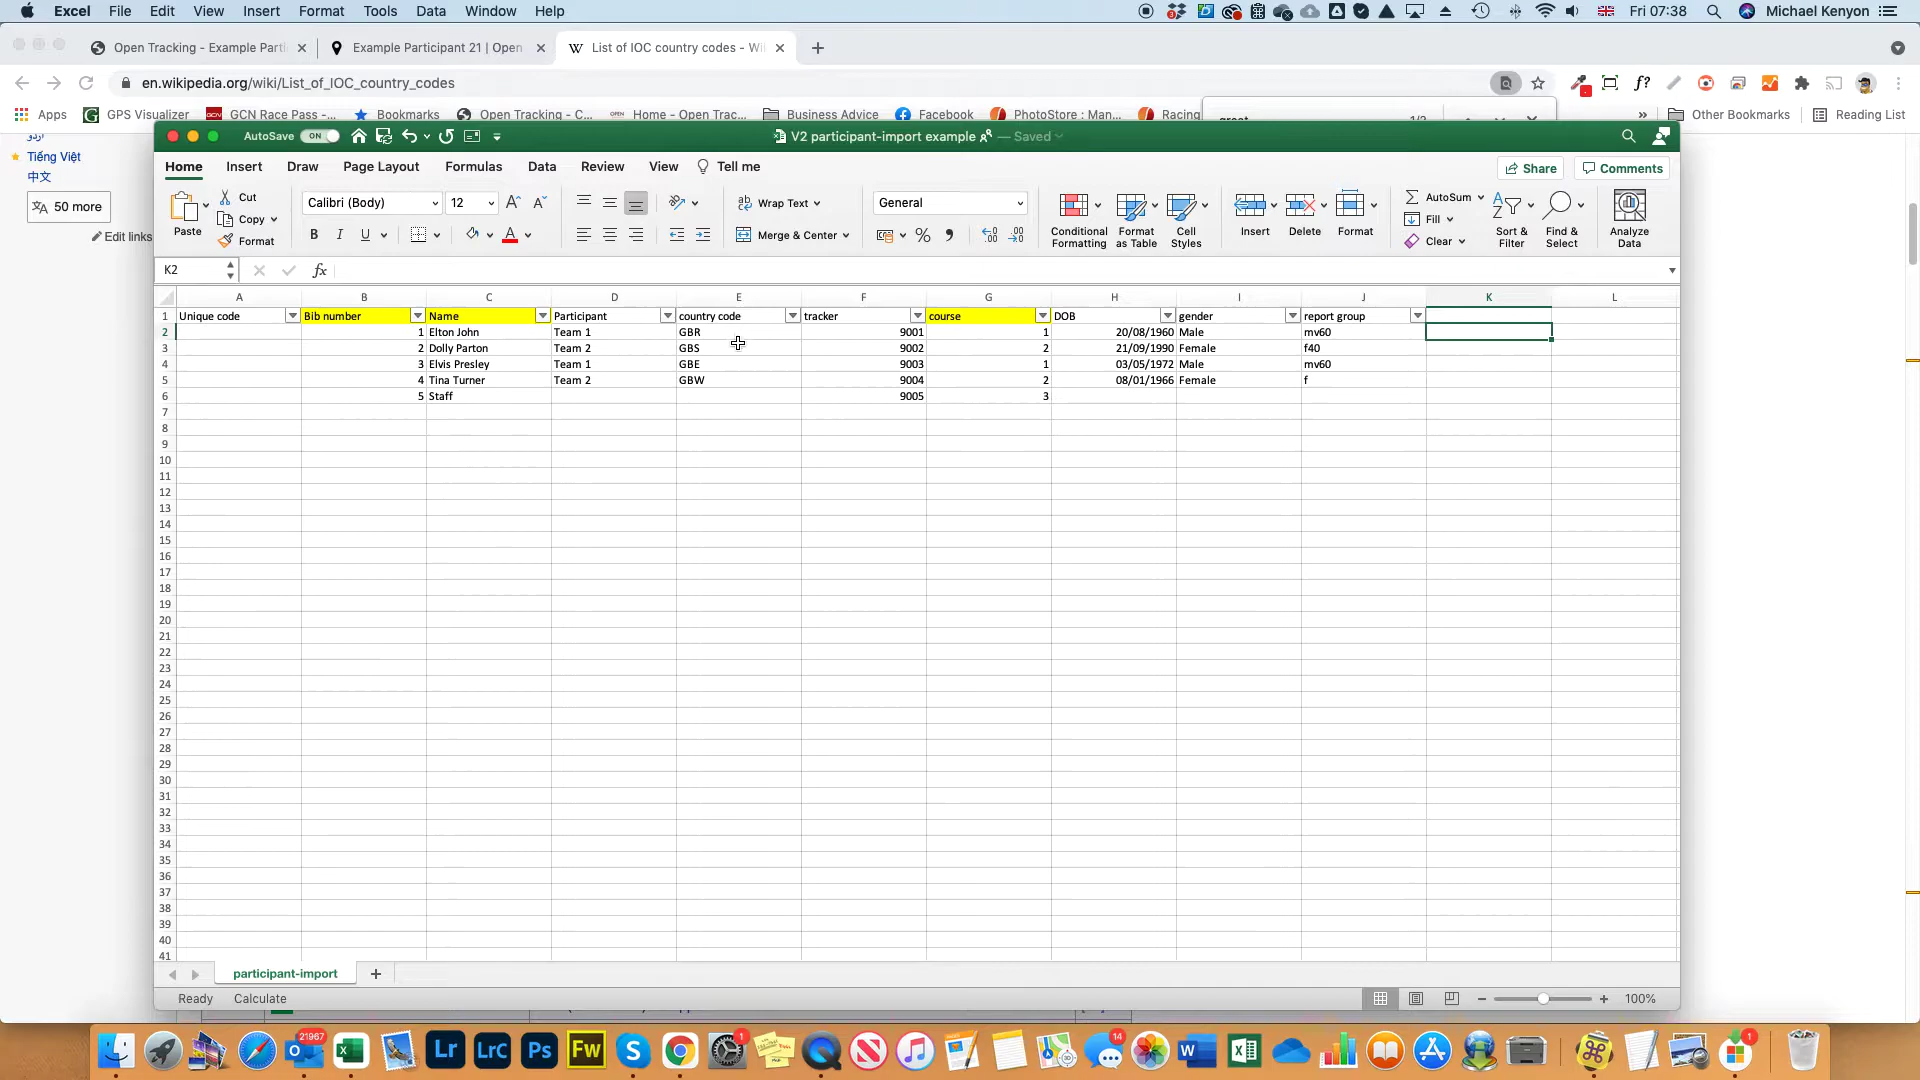 Excel File Edit View Insert Format Tools Data Window Help Fri 07:38 Michael Kenyon
Open Tracking - Example Parti Example Participant 21 | Open List of IOC country codes - Wi
en.wikipedia.org/wiki/List_of_IOC_country_codes
Apps GPS Visualizer GCN Race Pass -... Bookmarks Open Tracking - C... Home - Open Trac... Business Advice Facebook PhotoStore : Man... Racing » Other Bookmarks Reading List
Tiếng Việt
中文
50 more
Edit links
AutoSave ON V2 participant-import example — Saved
Home Insert Draw Page Layout Formulas Data Review View Tell me Share Comments
Paste Cut Copy Format
Calibri (Body) 12
Wrap Text
Merge & Center
General
Conditional Formatting Format as Table Cell Styles
Insert Delete Format
AutoSum Fill Clear
Sort & Filter Find & Select Analyze Data
K2 fx
A B C D E F G H I J K L
1 Unique code Bib number Name Participant country code tracker course DOB gender report group
2 1 Elton John Team 1 GBR 9001 1 20/08/1960 Male mv60
3 2 Dolly Parton Team 2 GBS 9002 2 21/09/1990 Female f40
4 3 Elvis Presley Team 1 GBE 9003 1 03/05/1972 Male mv60
5 4 Tina Turner Team 2 GBW 9004 2 08/01/1966 Female f
6 5 Staff 9005 3
7
8
9
10
11
12
13
14
15
16
17
18
19
20
21
22
23
24
25
26
27
28
29
30
31
32
33
34
35
36
37
38
39
40
41
participant-import
Ready Calculate 100%
21967 Lr LrC Ps 1 Fw 14 1